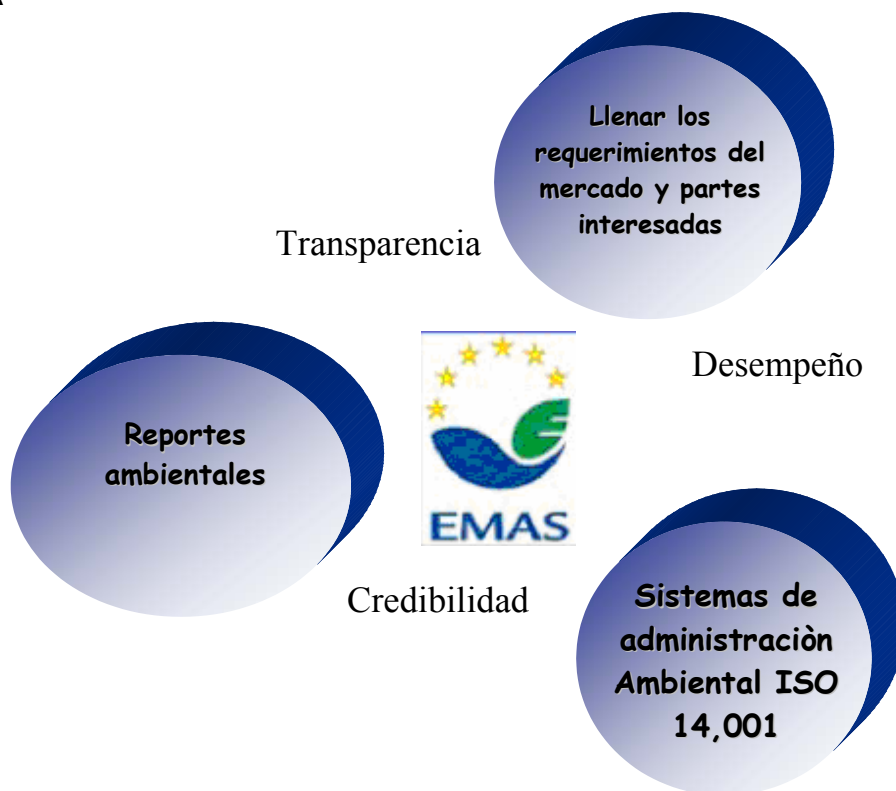 Llenar los
requerimientos del
mercado y partes
interesadas
Transparencia
Desempeño
Reportes
ambientales
EMAS
Credibilidad
Sistemas de
administraciòn
Ambiental ISO
14,001